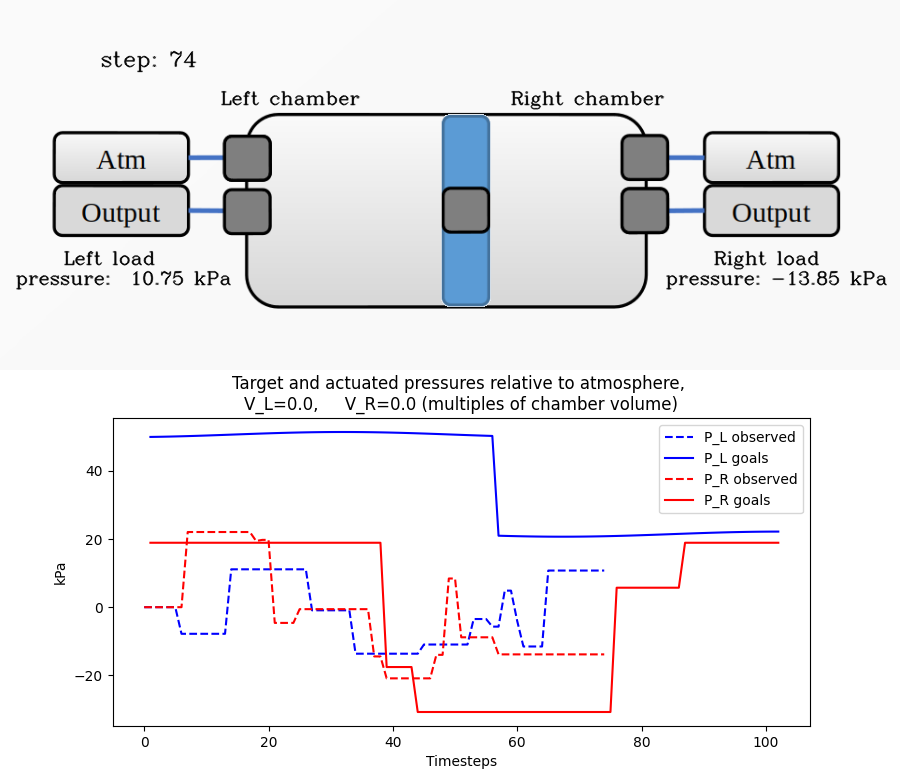 step: 74
Left chamber
Right chamber
Atm
Atm
Output
Output
Left load
pressure: 10.75 kPa
Right load
pressure: −13.85 kPa
Target and actuated pressures relative to atmosphere,
V_L=0.0, V_R=0.0 (multiples of chamber volume)
P_L observed
P_L goals
P_R observed
P_R goals
40
20
0
−20
kPa
0 20 40 60 80 100
Timesteps